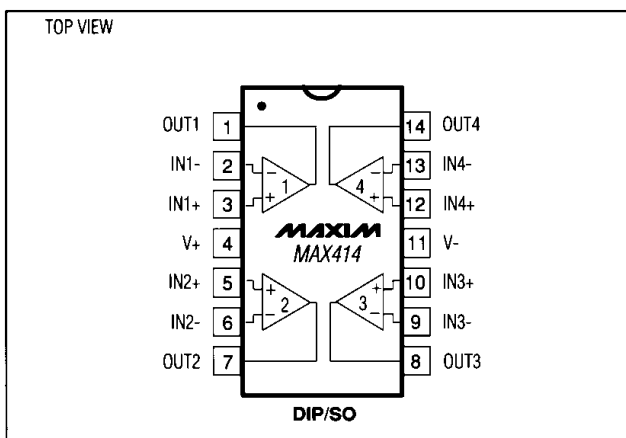 TOP VIEW
OUT1 1 14 OUT4
IN1- 2 - - 13 IN4-
1 4
IN1+ 3 + + 12 IN4+
MAXIM
V+ 4 11 V-
MAX414
IN2+ 5 + + 10 IN3+
2 3
IN2- 6 - - 9 IN3-
OUT2 7 8 OUT3
DIP/SO